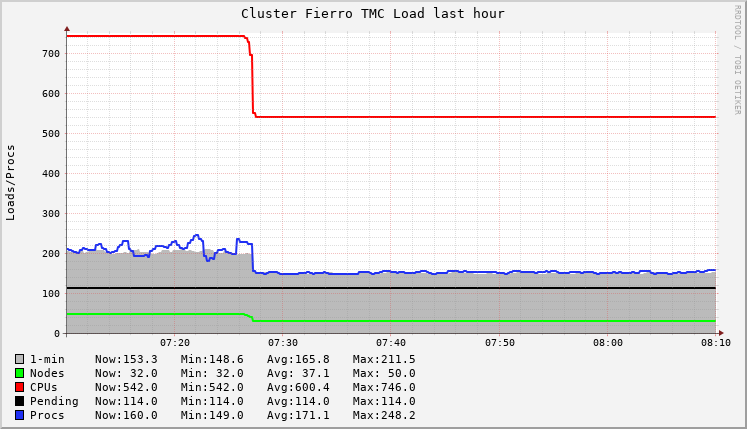 Cluster Fierro TMC Load last hour
RRDTOOL / TOBI OETIKER
Loads/Procs
700
600
500
400
300
200
100
0
07:20 07:30 07:40 07:50 08:00 08:10
1-min Now:153.3 Min:148.6 Avg:165.8 Max:211.5
Nodes Now: 32.0 Min: 32.0 Avg: 37.1 Max: 50.0
CPUs Now:542.0 Min:542.0 Avg:600.4 Max:746.0
Pending Now:114.0 Min:114.0 Avg:114.0 Max:114.0
Procs Now:160.0 Min:149.0 Avg:171.1 Max:248.2